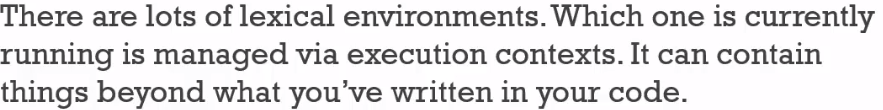 There are lots of lexical environments. Which one is currently
running is managed via execution contexts. It can contain
things beyond what you've written in your code.